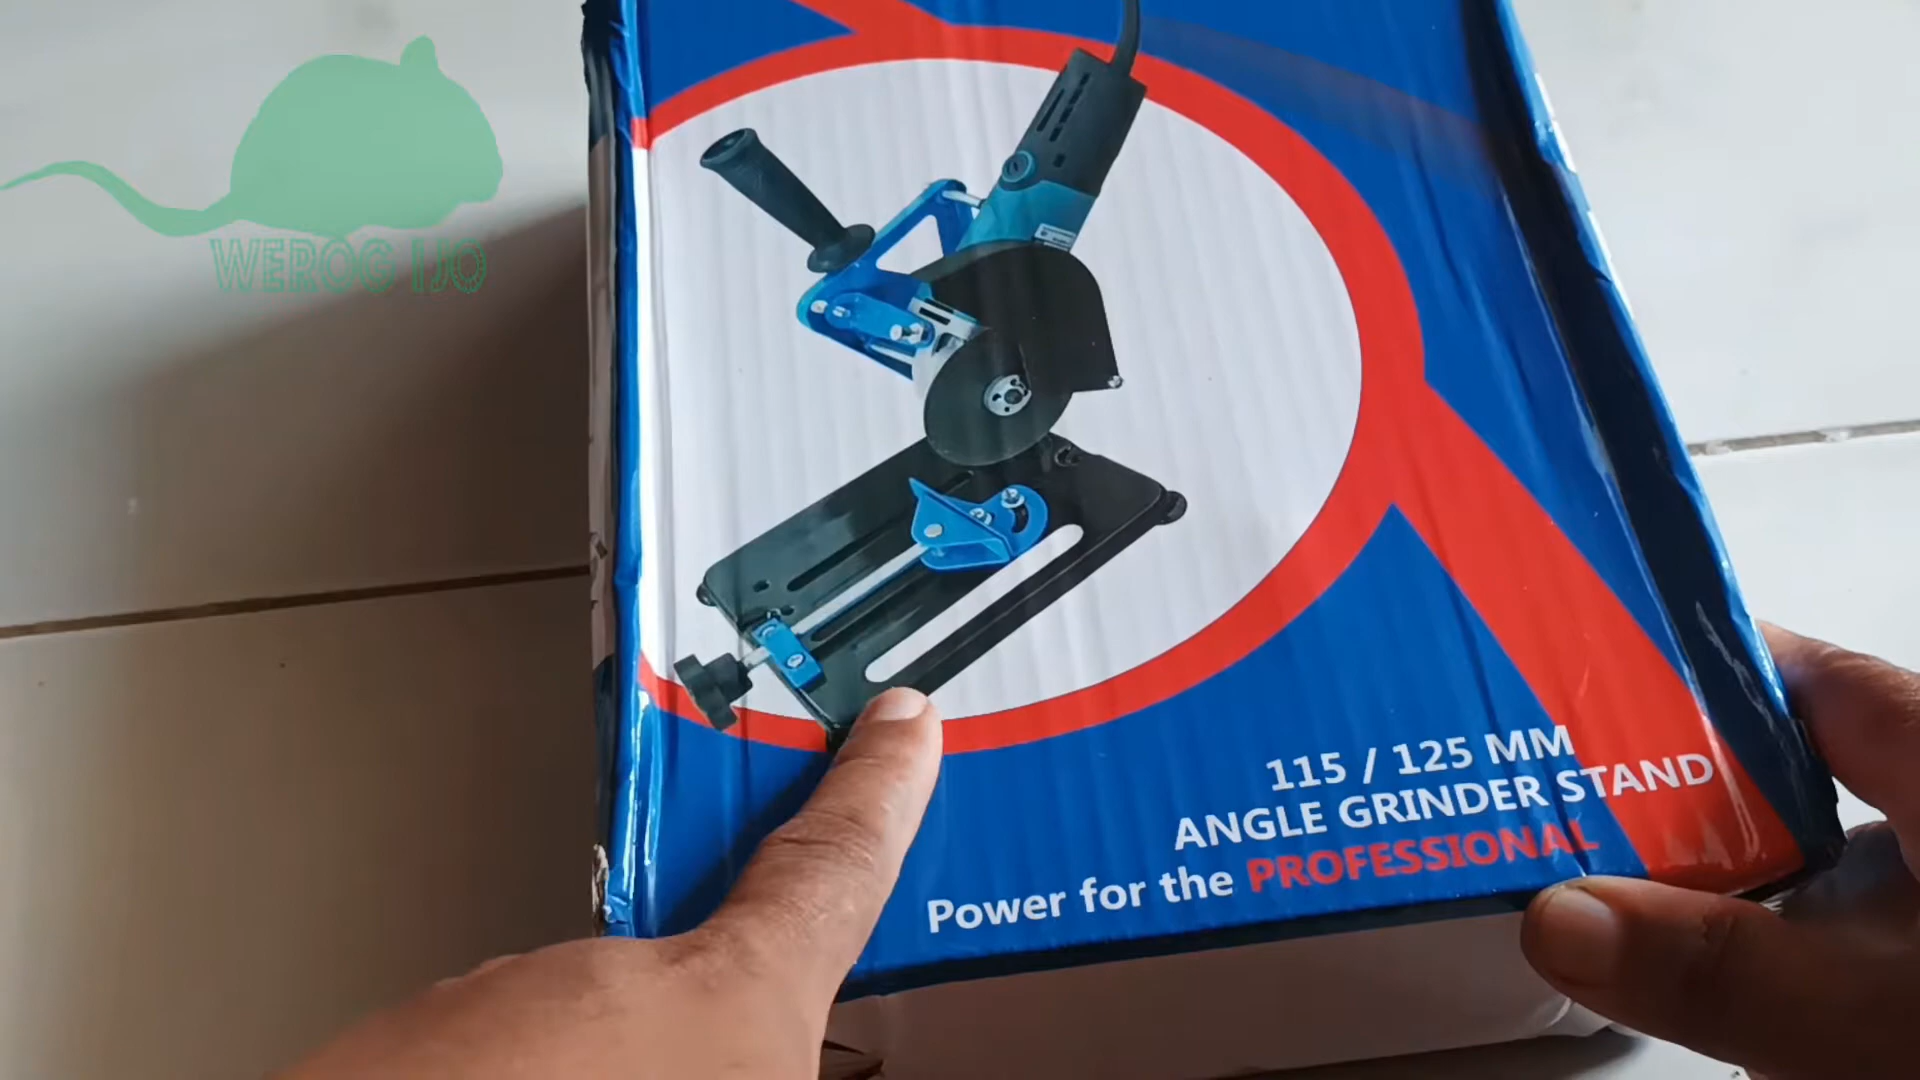 WEROG IJO
115 / 125 MM
ANGLE GRINDER STAND
Power for the PROFESSIONAL